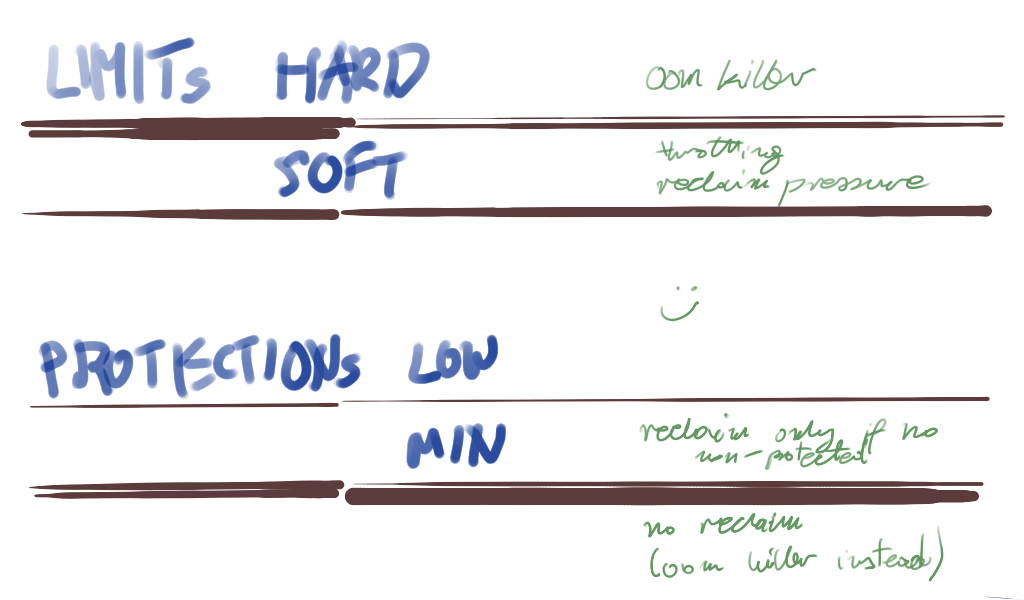 LIMITS HARD
oom killer
SOFT
throttling
reclaim pressure
PROTECTIONS LOW
MIN
reclaim only if no
non-protected
no reclaim
(oom killer instead)